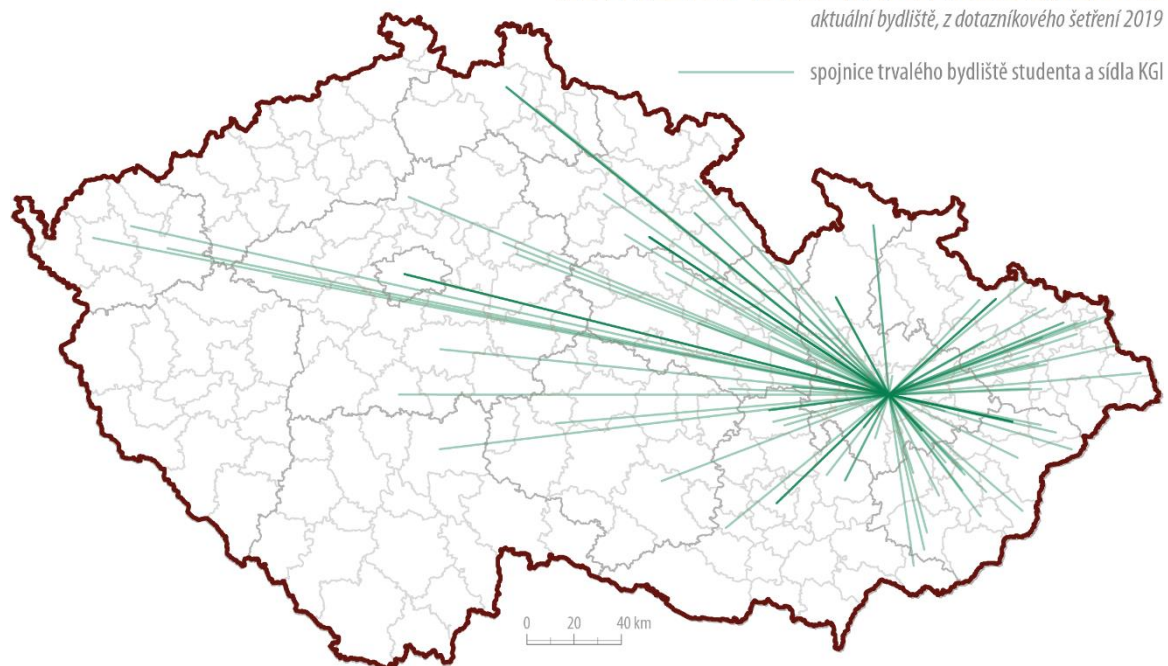 aktuální bydliště, z dotazníkového šetření 2019
spojnice trvalého bydliště studenta a sídla KGI
0 20 40 km